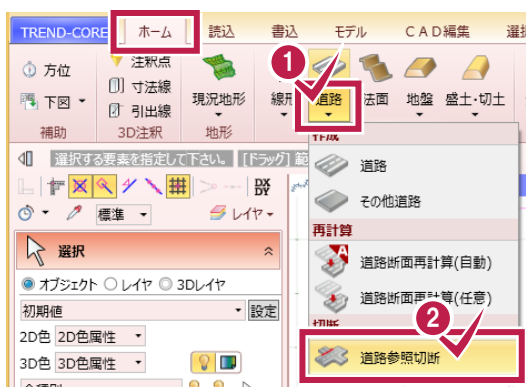 TREND-CORE ホーム 読込 書込 モデル CAD編集
方位 注釈点
下図 寸法線 現況地形 道路 法面 地盤 盛土・切土
引出線
補助 3D注釈 地形
選択する要素を指定して下さい。 [ドラッグ]
作成
道路
その他道路
標準 レイヤ
再計算
選択
道路断面再計算(自動)
オブジェクト レイヤ 3Dレイヤ
道路断面再計算(任意)
初期値 設定
切断
2D色 2D色属性
道路参照切断
3D色 3D色属性
1
2